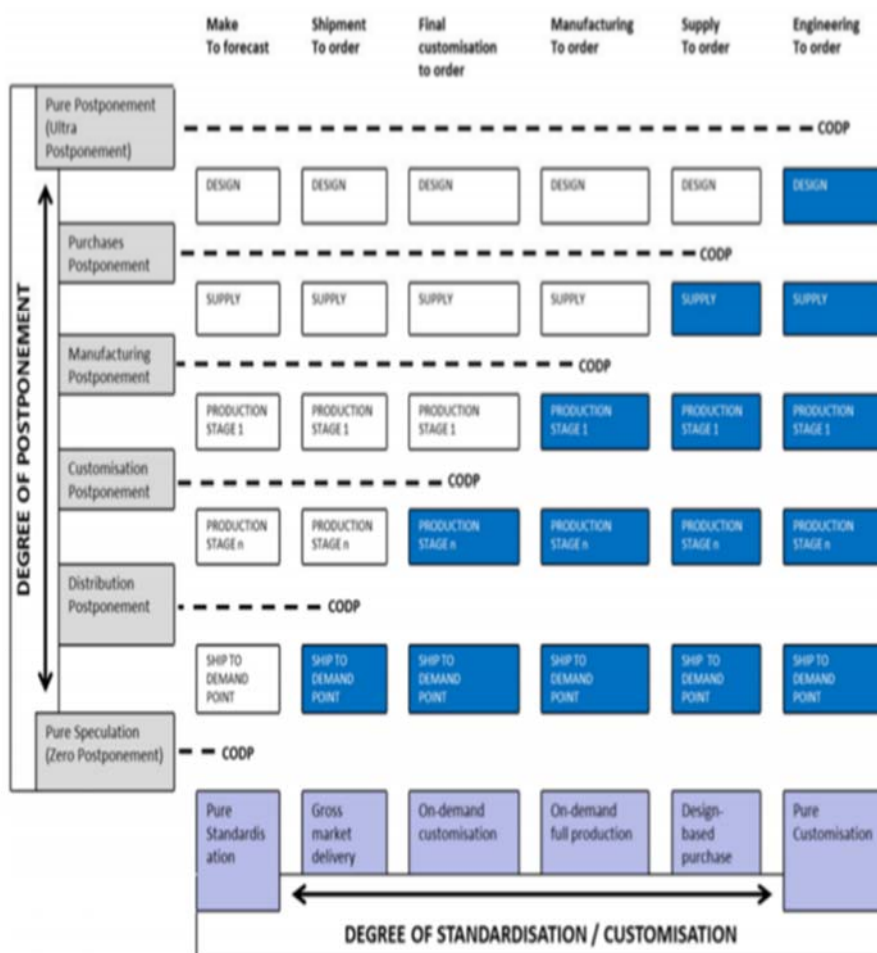 Make
To forecast
Shipment
To order
Final
customisation
to order
Manufacturing
To order
Supply
To order
Engineering
To order
Pure Postponement
(Ultra
Postponement)
CODP
DESIGN
DESIGN
DESIGN
DESIGN
DESIGN
DESIGN
Purchases
Postponement
CODP
SUPPLY
SUPPLY
SUPPLY
SUPPLY
SUPPLY
SUPPLY
Manufacturing
Postponement
CODP
PRODUCTION
STAGE 1
PRODUCTION
STAGE 1
PRODUCTION
STAGE 1
PRODUCTION
STAGE 1
PRODUCTION
STAGE 1
PRODUCTION
STAGE 1
Customisation
Postponement
CODP
PRODUCTION
STAGE n
PRODUCTION
STAGE n
PRODUCTION
STAGE n
PRODUCTION
STAGE n
PRODUCTION
STAGE n
PRODUCTION
STAGE n
Distribution
Postponement
CODP
SHIP TO
DEMAND
POINT
SHIP TO
DEMAND
POINT
SHIP TO
DEMAND
POINT
SHIP TO
DEMAND
POINT
SHIP TO
DEMAND
POINT
SHIP TO
DEMAND
POINT
Pure Speculation
(Zero Postponement)
CODP
DEGREE OF POSTPONEMENT
Pure
Standardis
ation
Gross
market
delivery
On-demand
customisation
On-demand
full production
Design-
based
purchase
Pure
Customisation
DEGREE OF STANDARDISATION / CUSTOMISATION